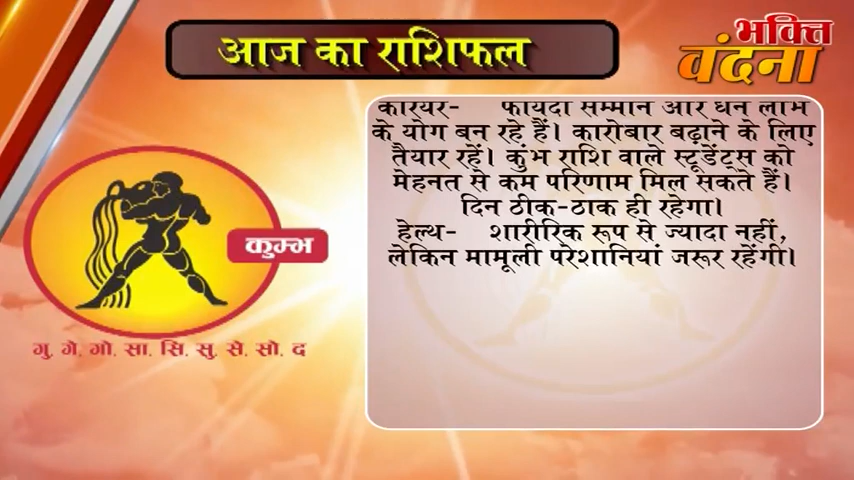 आज का राशिफल
भक्ति
वंदना
करियर- फायदा सम्मान और धन लाभ
के योग बन रहे हैं। कारोबार बढ़ाने के लिए
तैयार रहें। कुंभ राशि वाले स्टूडेंट्स को
मेहनत से कम परिणाम मिल सकते हैं।
दिन ठीक-ठाक ही रहेगा।
हेल्थ- शारीरिक रूप से ज्यादा नहीं,
लेकिन मामूली परेशानियां जरूर रहेंगी।
कुम्भ
गु. गे. गो. सा. सि. सु. से. सो. द